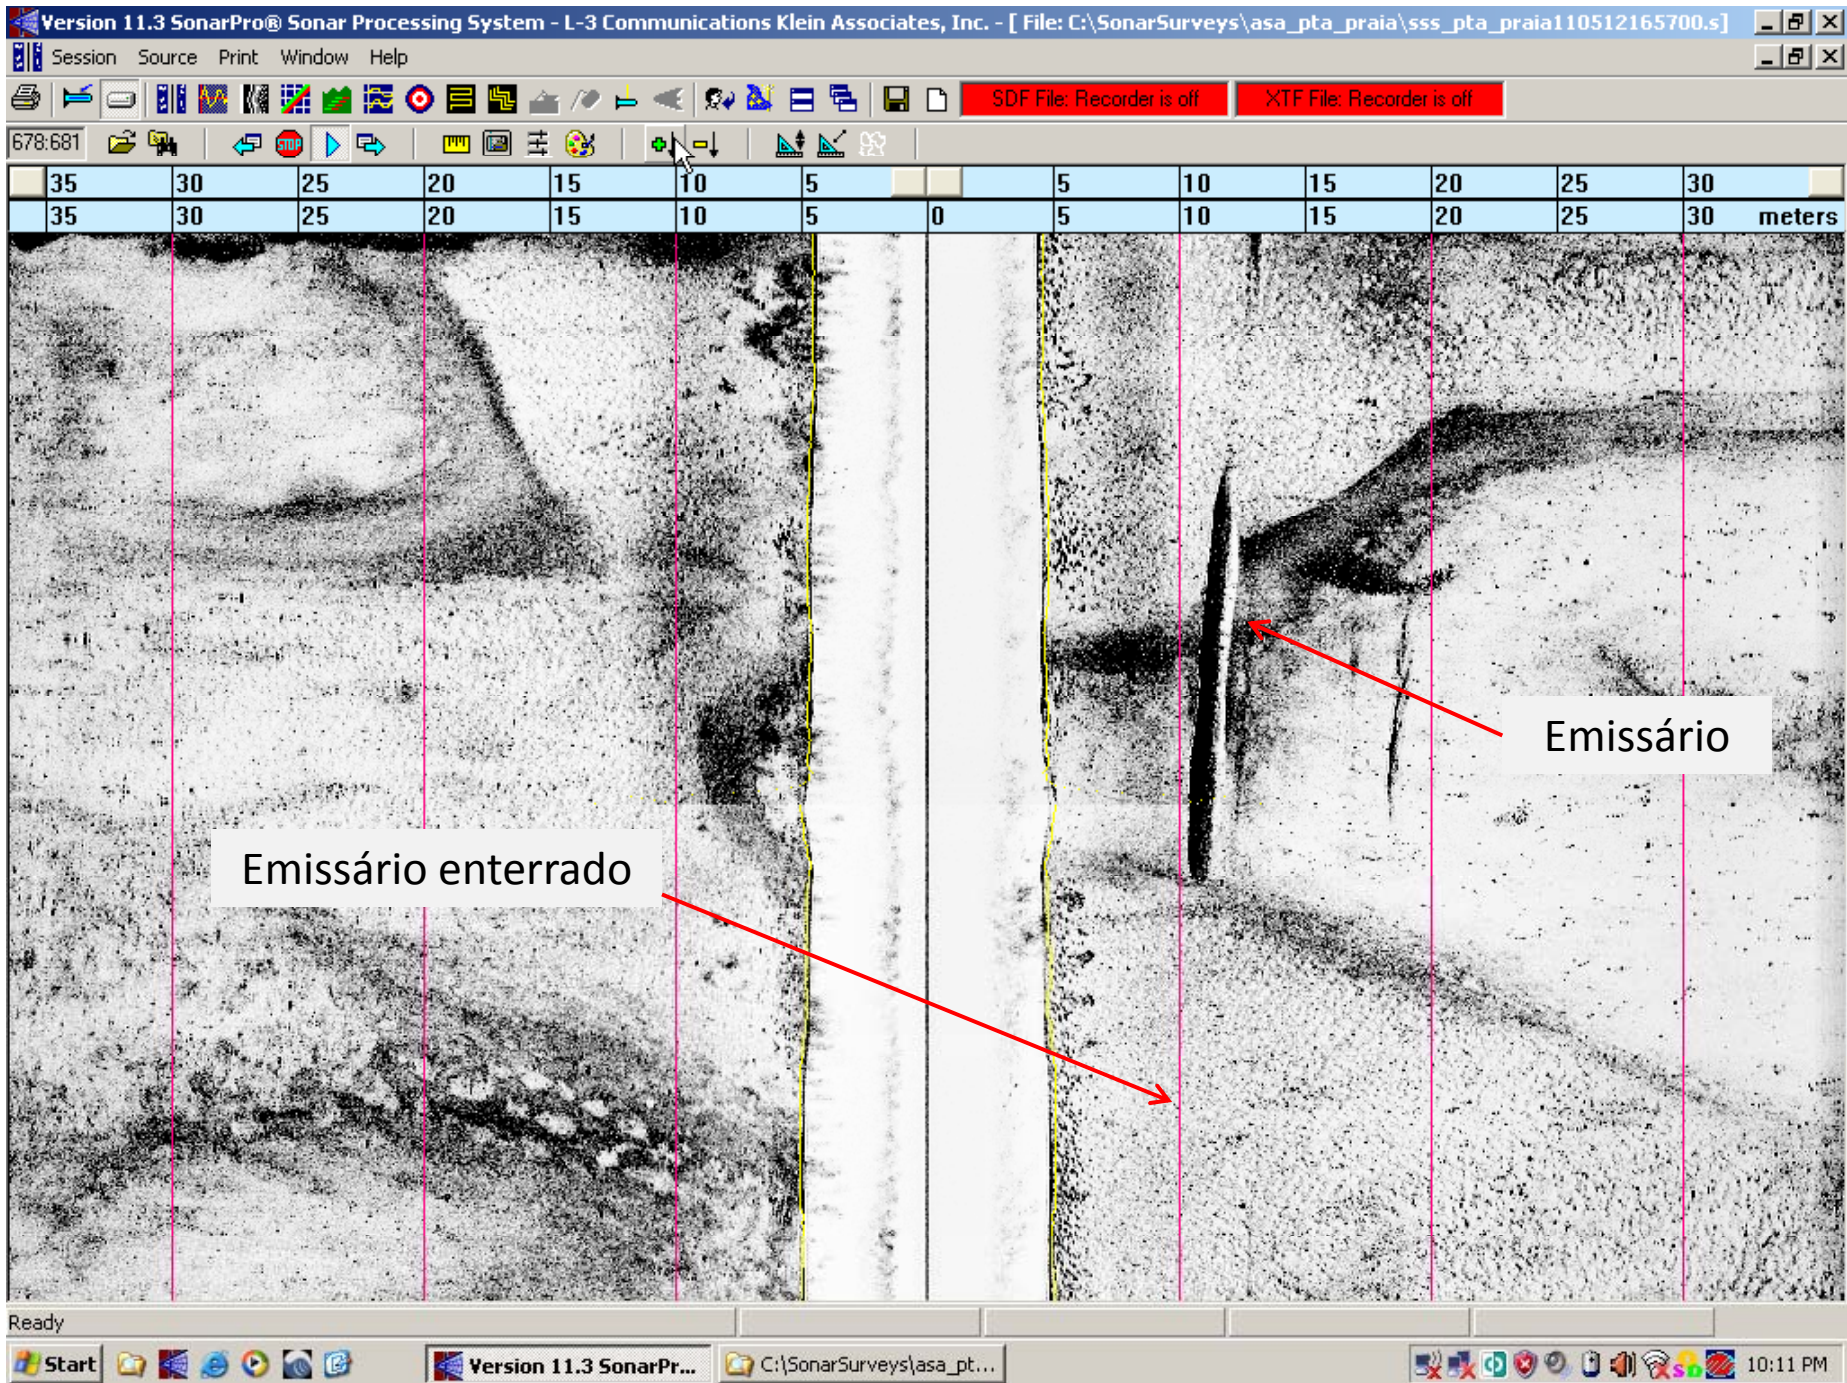 Version 11.3 SonarPro® Sonar Processing System - L-3 Communications Klein Associates, Inc. - [ File: C:\SonarSurveys\asa_pta_praia\sss_pta_praia110512165700.s]
Session Source Print Window Help
SDF File: Recorder is off XTF File: Recorder is off
678:681 STOP
35 30 25 20 15 10 5 5 10 15 20 25 30
35 30 25 20 15 10 5 0 5 10 15 20 25 30 meters
Emissário
Emissário enterrado
Ready
Start Version 11.3 SonarPr... C:\SonarSurveys\asa_pt... 10:11 PM